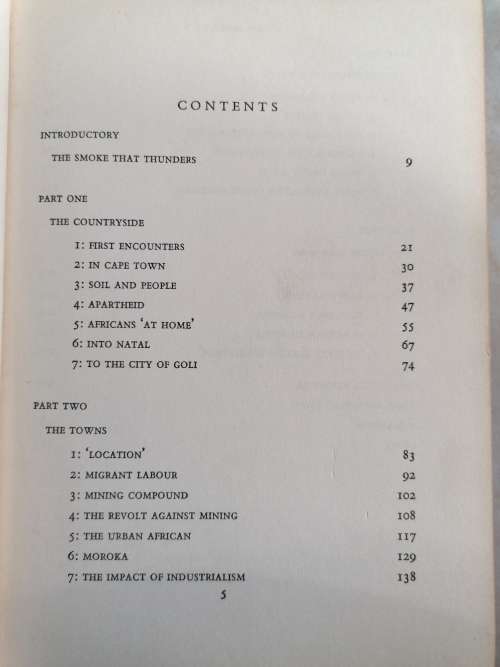 CONTENTS
INTRODUCTORY
THE SMOKE THAT THUNDERS 9
PART ONE
THE COUNTRYSIDE
1: FIRST ENCOUNTERS 21
2: IN CAPE TOWN 30
3: SOIL AND PEOPLE 37
4: APARTHEID 47
5: AFRICANS ‘AT HOME’ 55
6: INTO NATAL 67
7: TO THE CITY OF GOLI 74
PART TWO
THE TOWNS
1: ‘LOCATION’ 83
2: MIGRANT LABOUR 92
3: MINING COMPOUND 102
4: THE REVOLT AGAINST MINING 108
5: THE URBAN AFRICAN 117
6: MOROKA 129
7: THE IMPACT OF INDUSTRIALISM 138
5